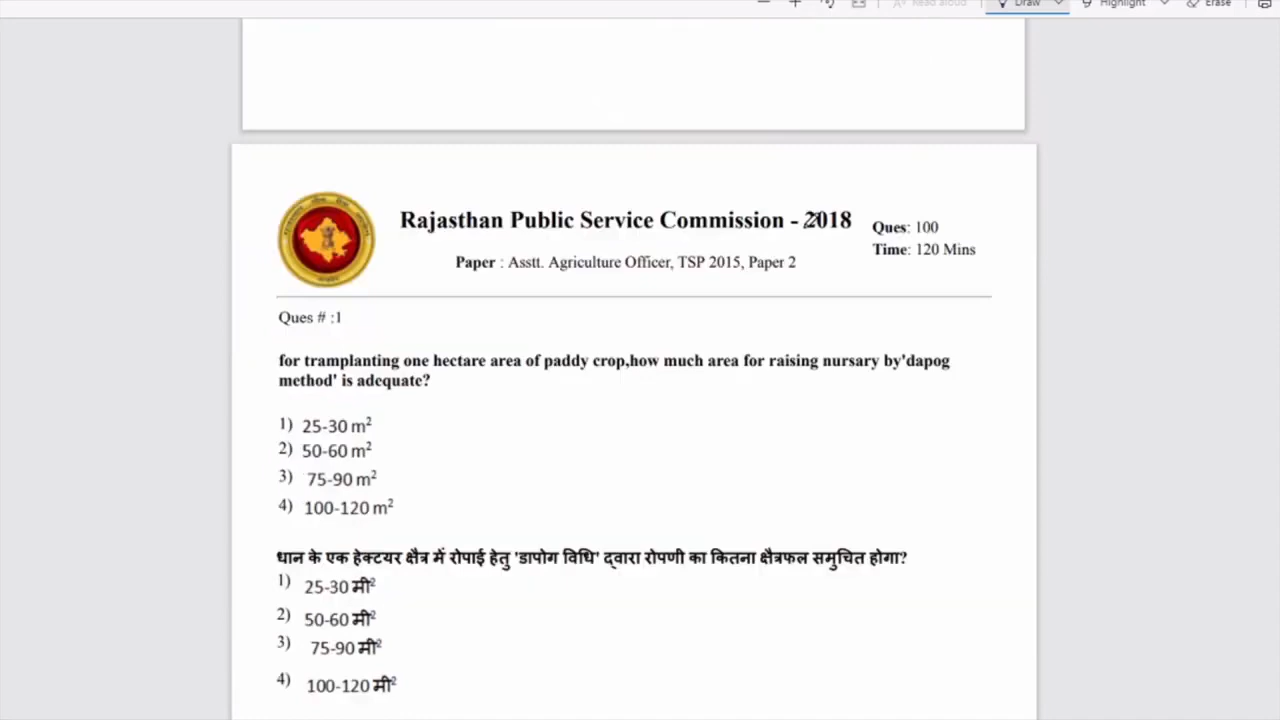 Read aloud Draw Highlight Erase
Rajasthan Public Service Commission - 2018
Ques: 100
Time: 120 Mins
Paper : Asstt. Agriculture Officer, TSP 2015, Paper 2
Ques # :1
for tramplanting one hectare area of paddy crop,how much area for raising nursary by'dapog
method' is adequate?
1) 25-30 m²
2) 50-60 m²
3) 75-90 m²
4) 100-120 m²
धान के एक हेक्टयर क्षैत्र में रोपाई हेतु 'डापोग विधि' द्वारा रोपणी का कितना क्षैत्रफल समुचित होगा?
1) 25-30 मी²
2) 50-60 मी²
3) 75-90 मी²
4) 100-120 मी²